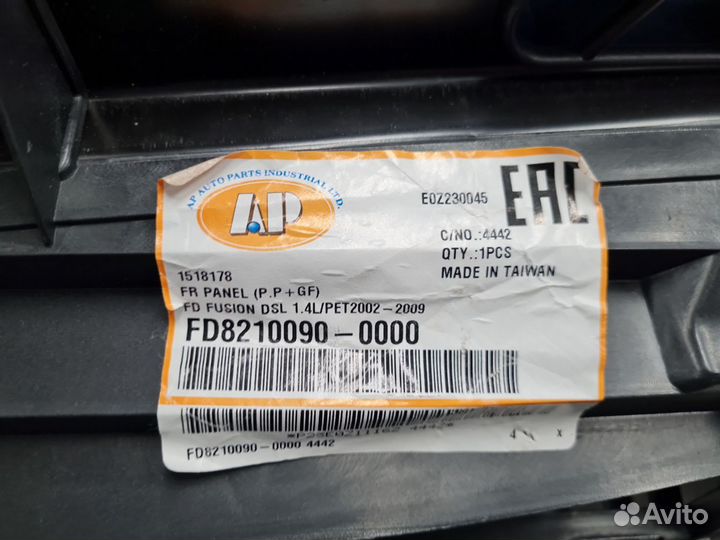 AP AUTO PARTS INDUSTRIAL LTD.
AP
E0Z230045
EAC
C/NO.:4442
QTY.:1PCS
MADE IN TAIWAN
1518178
FR PANEL (P.P+GF)
FD FUSION DSL 1.4L/PET2002-2009
FD8210090-0000
FD8210090-0000 4442
x
Avito